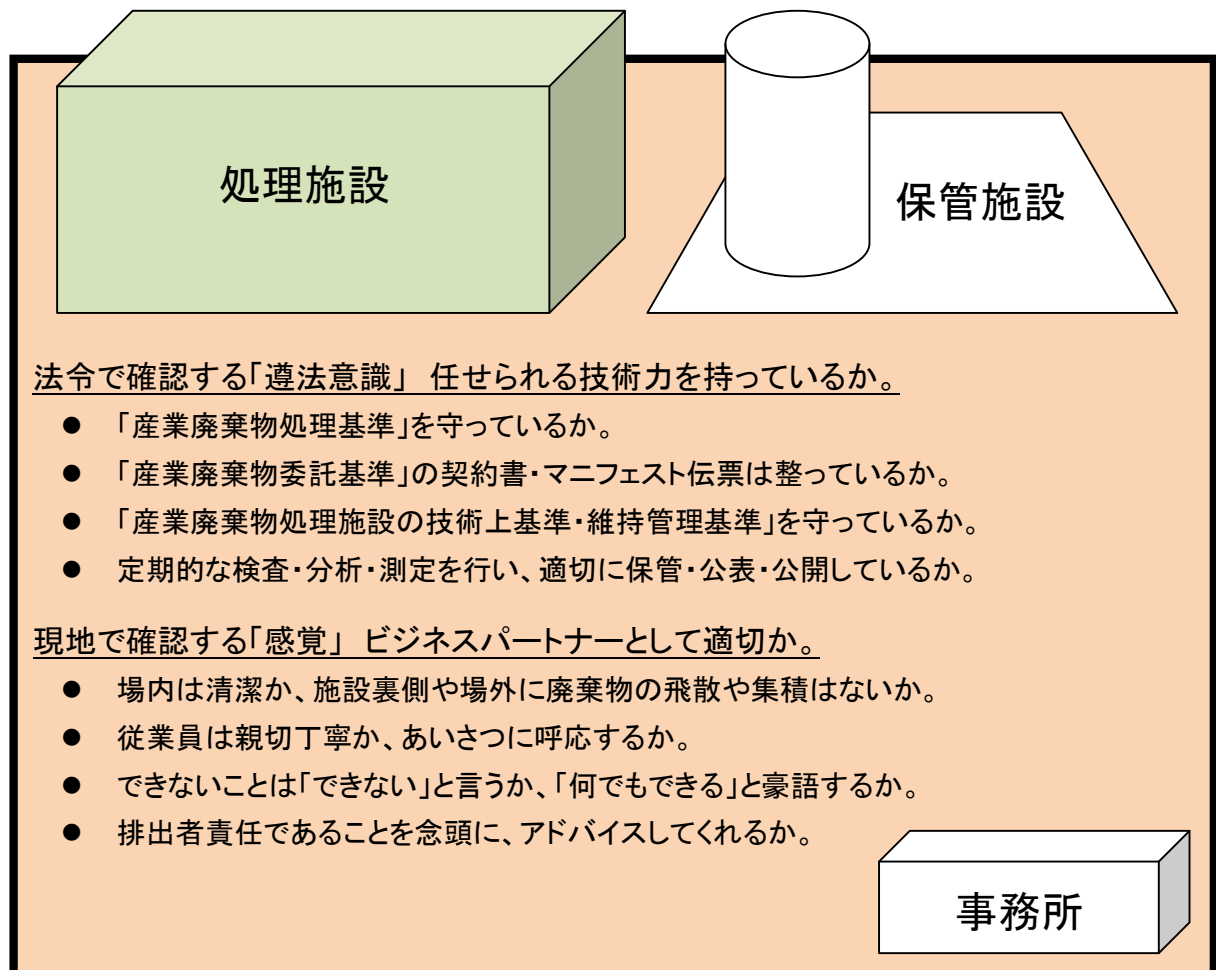 処理施設
保管施設
法令で確認する「遵法意識」 任せられる技術力を持っているか。
● 「産業廃棄物処理基準」を守っているか。
● 「産業廃棄物委託基準」の契約書・マニフェスト伝票は整っているか。
● 「産業廃棄物処理施設の技術上基準・維持管理基準」を守っているか。
● 定期的な検査・分析・測定を行い、適切に保管・公表・公開しているか。
現地で確認する「感覚」 ビジネスパートナーとして適切か。
● 場内は清潔か、施設裏側や場外に廃棄物の飛散や集積はないか。
● 従業員は親切丁寧か、あいさつに呼応するか。
● できないことは「できない」と言うか、「何でもできる」と豪語するか。
● 排出者責任であることを念頭に、アドバイスしてくれるか。
事務所